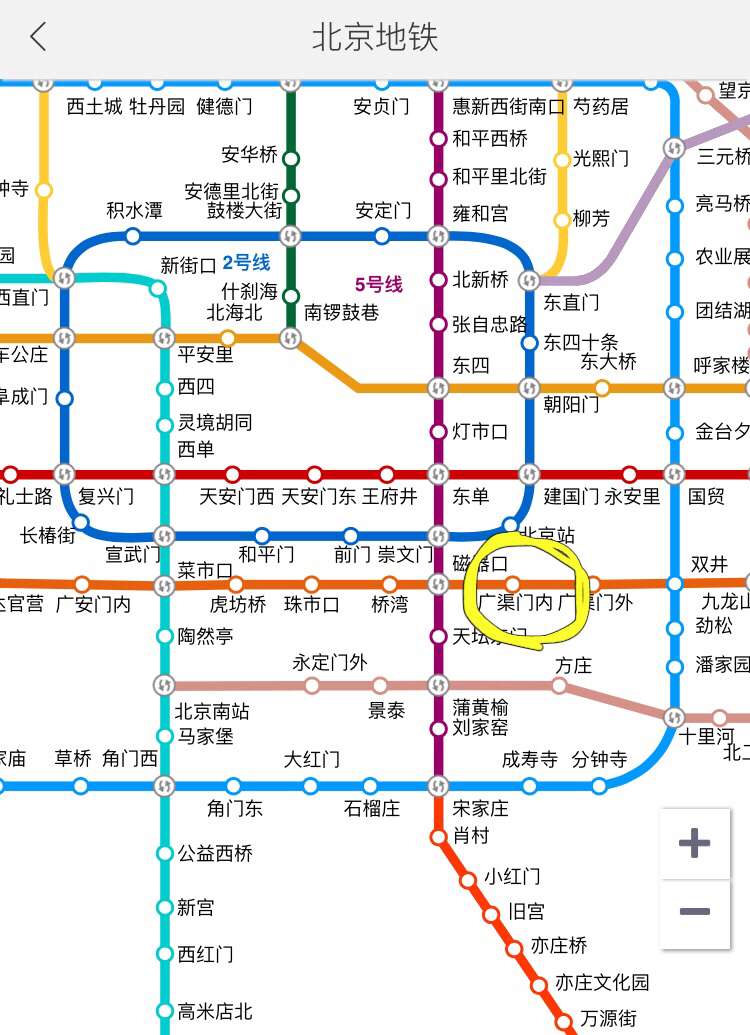 北京地铁
望京
西土城 牡丹园 健德门 安贞门 惠新西街南口 芍药居
和平西桥
安华桥 光熙门 三元桥
和平里北街
钟寺 安德里北街
积水潭 鼓楼大街 安定门 雍和宫 柳芳 亮马桥
园 新街口 2号线 北新桥 农业展
西直门 什刹海 5号线 东直门
北海北 南锣鼓巷 张自忠路 团结湖
车公庄 平安里 东四十条
东四 东大桥 呼家楼
阜成门 西四 朝阳门
灵境胡同 灯市口 金台夕
西单
礼士路 复兴门 天安门西 天安门东 王府井 东单 建国门 永安里 国贸
长椿街 北京站
宣武门 和平门 前门 崇文门
菜市口 磁器口 双井
达官营 广安门内 虎坊桥 珠市口 桥湾 广渠门内 广渠门外 九龙山
陶然亭 天坛东门 劲松
永定门外 方庄 潘家园
北京南站 景泰 蒲黄榆
马家堡 刘家窑 十里河
家庙 草桥 角门西 大红门 成寿寺 分钟寺 北工
角门东 石榴庄 宋家庄
肖村
公益西桥
小红门
新宫 旧宫
西红门 亦庄桥
亦庄文化园
高米店北 万源街